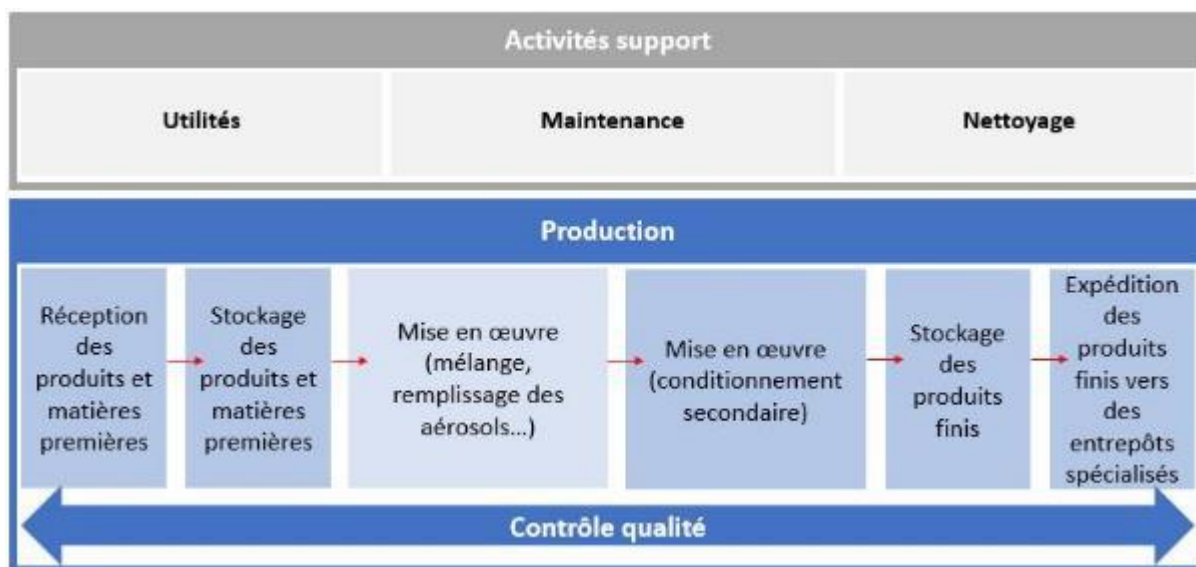 Activités support
Utilités
Maintenance
Nettoyage
Production
Réception
des
produits et
matières
premières
Stockage
des
produits et
matières
premières
Mise en œuvre
(mélange,
remplissage des
aérosols...)
Mise en œuvre
(conditionnement
secondaire)
Stockage
des
produits
finis
Expédition
des
produits
finis vers
des
entrepôts
spécialisés
Contrôle qualité